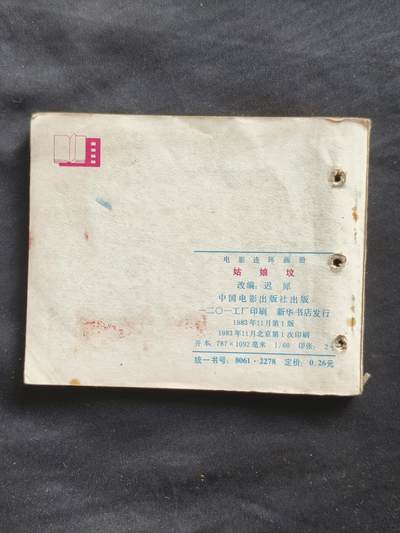 电影连环画册
姑娘坟
改编：迟犀
中国电影出版社出版
一二〇一工厂印刷 新华书店发行
1983年11月第1版
1983年11月北京第1次印刷
开本：787×1092毫米 1/60 印张：2
统一书号：8061·2278 定价：0.26元